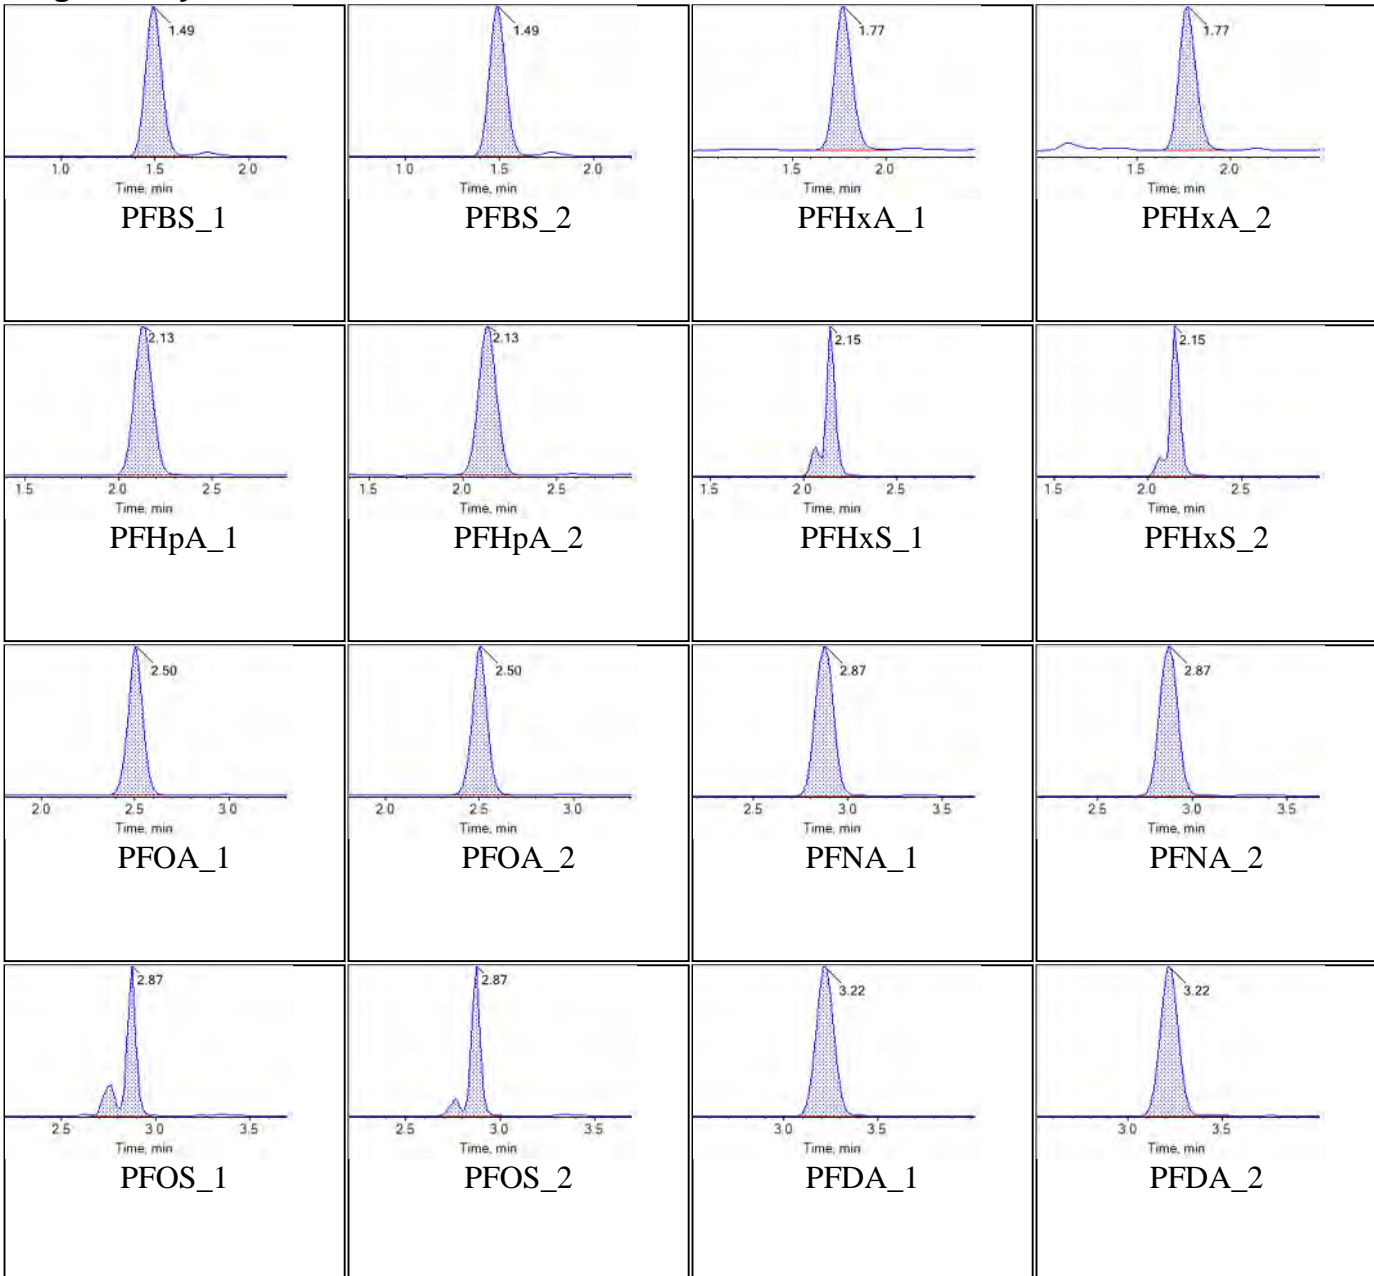 1.49 1.49 1.77 1.77
1.0 1.5 2.0 1.0 1.5 2.0 1.5 2.0 1.5 2.0
Time, min Time, min Time, min Time, min
PFBS_1 PFBS_2 PFHxA_1 PFHxA_2
2.13 2.13 2.15 2.15
1.5 2.0 2.5 1.5 2.0 2.5 1.5 2.0 2.5 1.5 2.0 2.5
Time, min Time, min Time, min Time, min
PFHpA_1 PFHpA_2 PFHxS_1 PFHxS_2
2.50 2.50 2.87 2.87
2.0 2.5 3.0 2.0 2.5 3.0 2.5 3.0 3.5 2.5 3.0 3.5
Time, min Time, min Time, min Time, min
PFOA_1 PFOA_2 PFNA_1 PFNA_2
2.87 2.87 3.22 3.22
2.5 3.0 3.5 2.5 3.0 3.5 3.0 3.5 3.0 3.5
Time, min Time, min Time, min Time, min
PFOS_1 PFOS_2 PFDA_1 PFDA_2